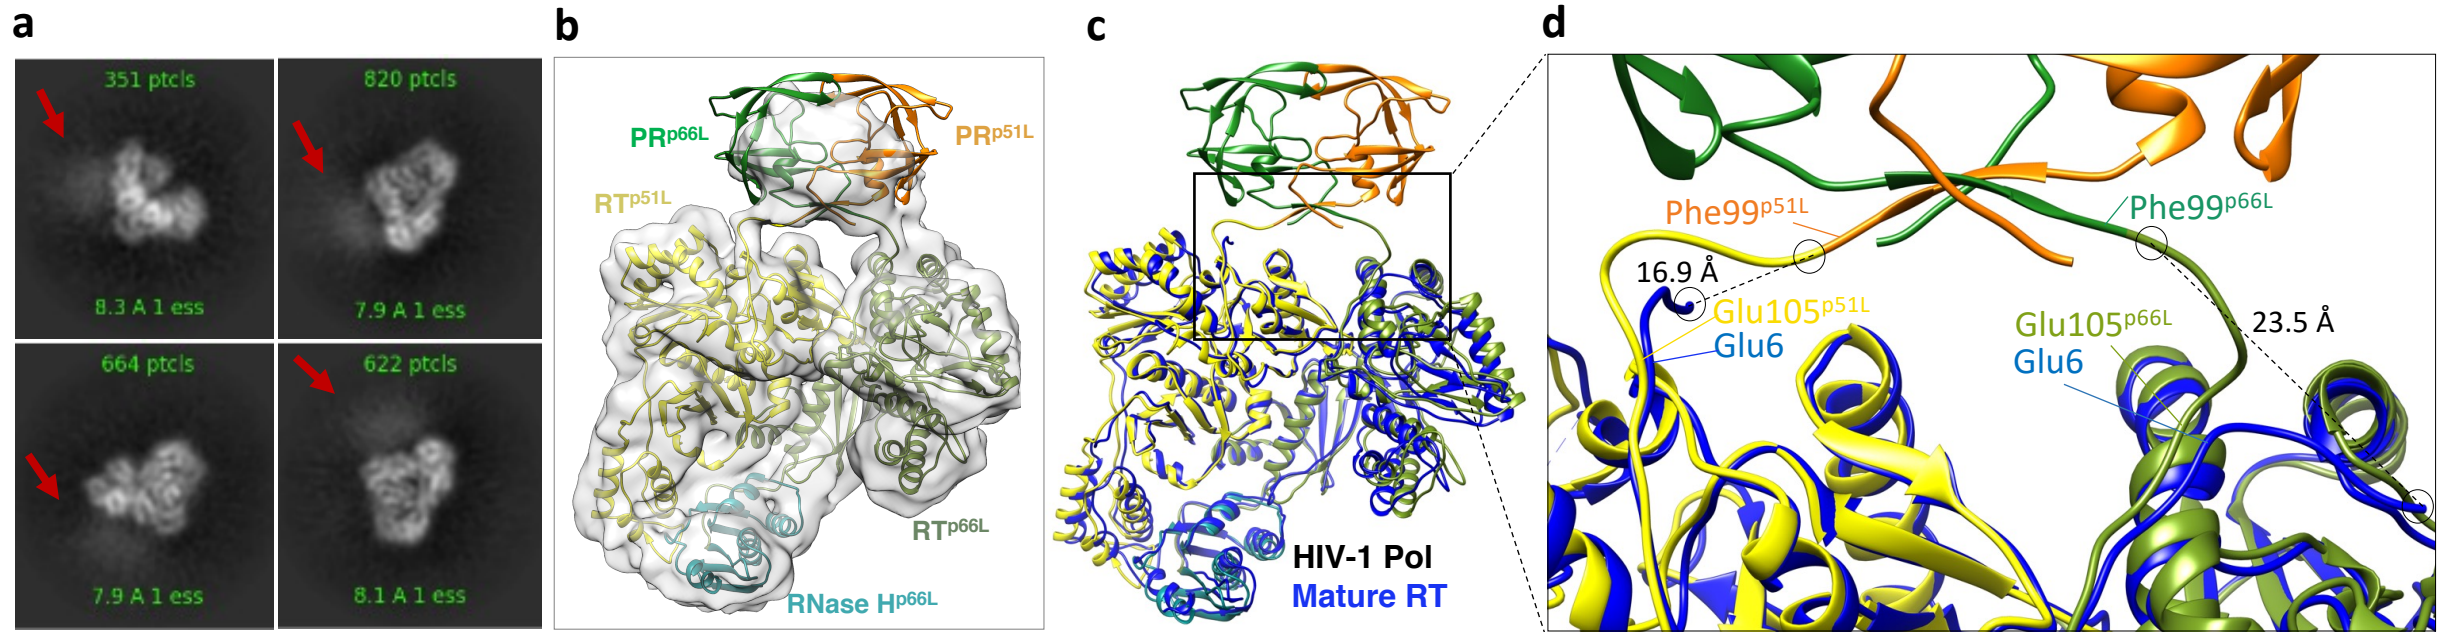 a
351 ptcls
8.3 A 1 ess
820 ptcls
7.9 A 1 ess
664 ptcls
7.9 A 1 ess
622 ptcls
8.1 A 1 ess
b
PRp66L
PRp51L
RTp51L
RTp66L
RNase Hp66L
c
HIV-1 Pol
Mature RT
d
Phe99p51L
Phe99p66L
16.9 Å
Glu105p51L
Glu6
Glu105p66L
Glu6
23.5 Å